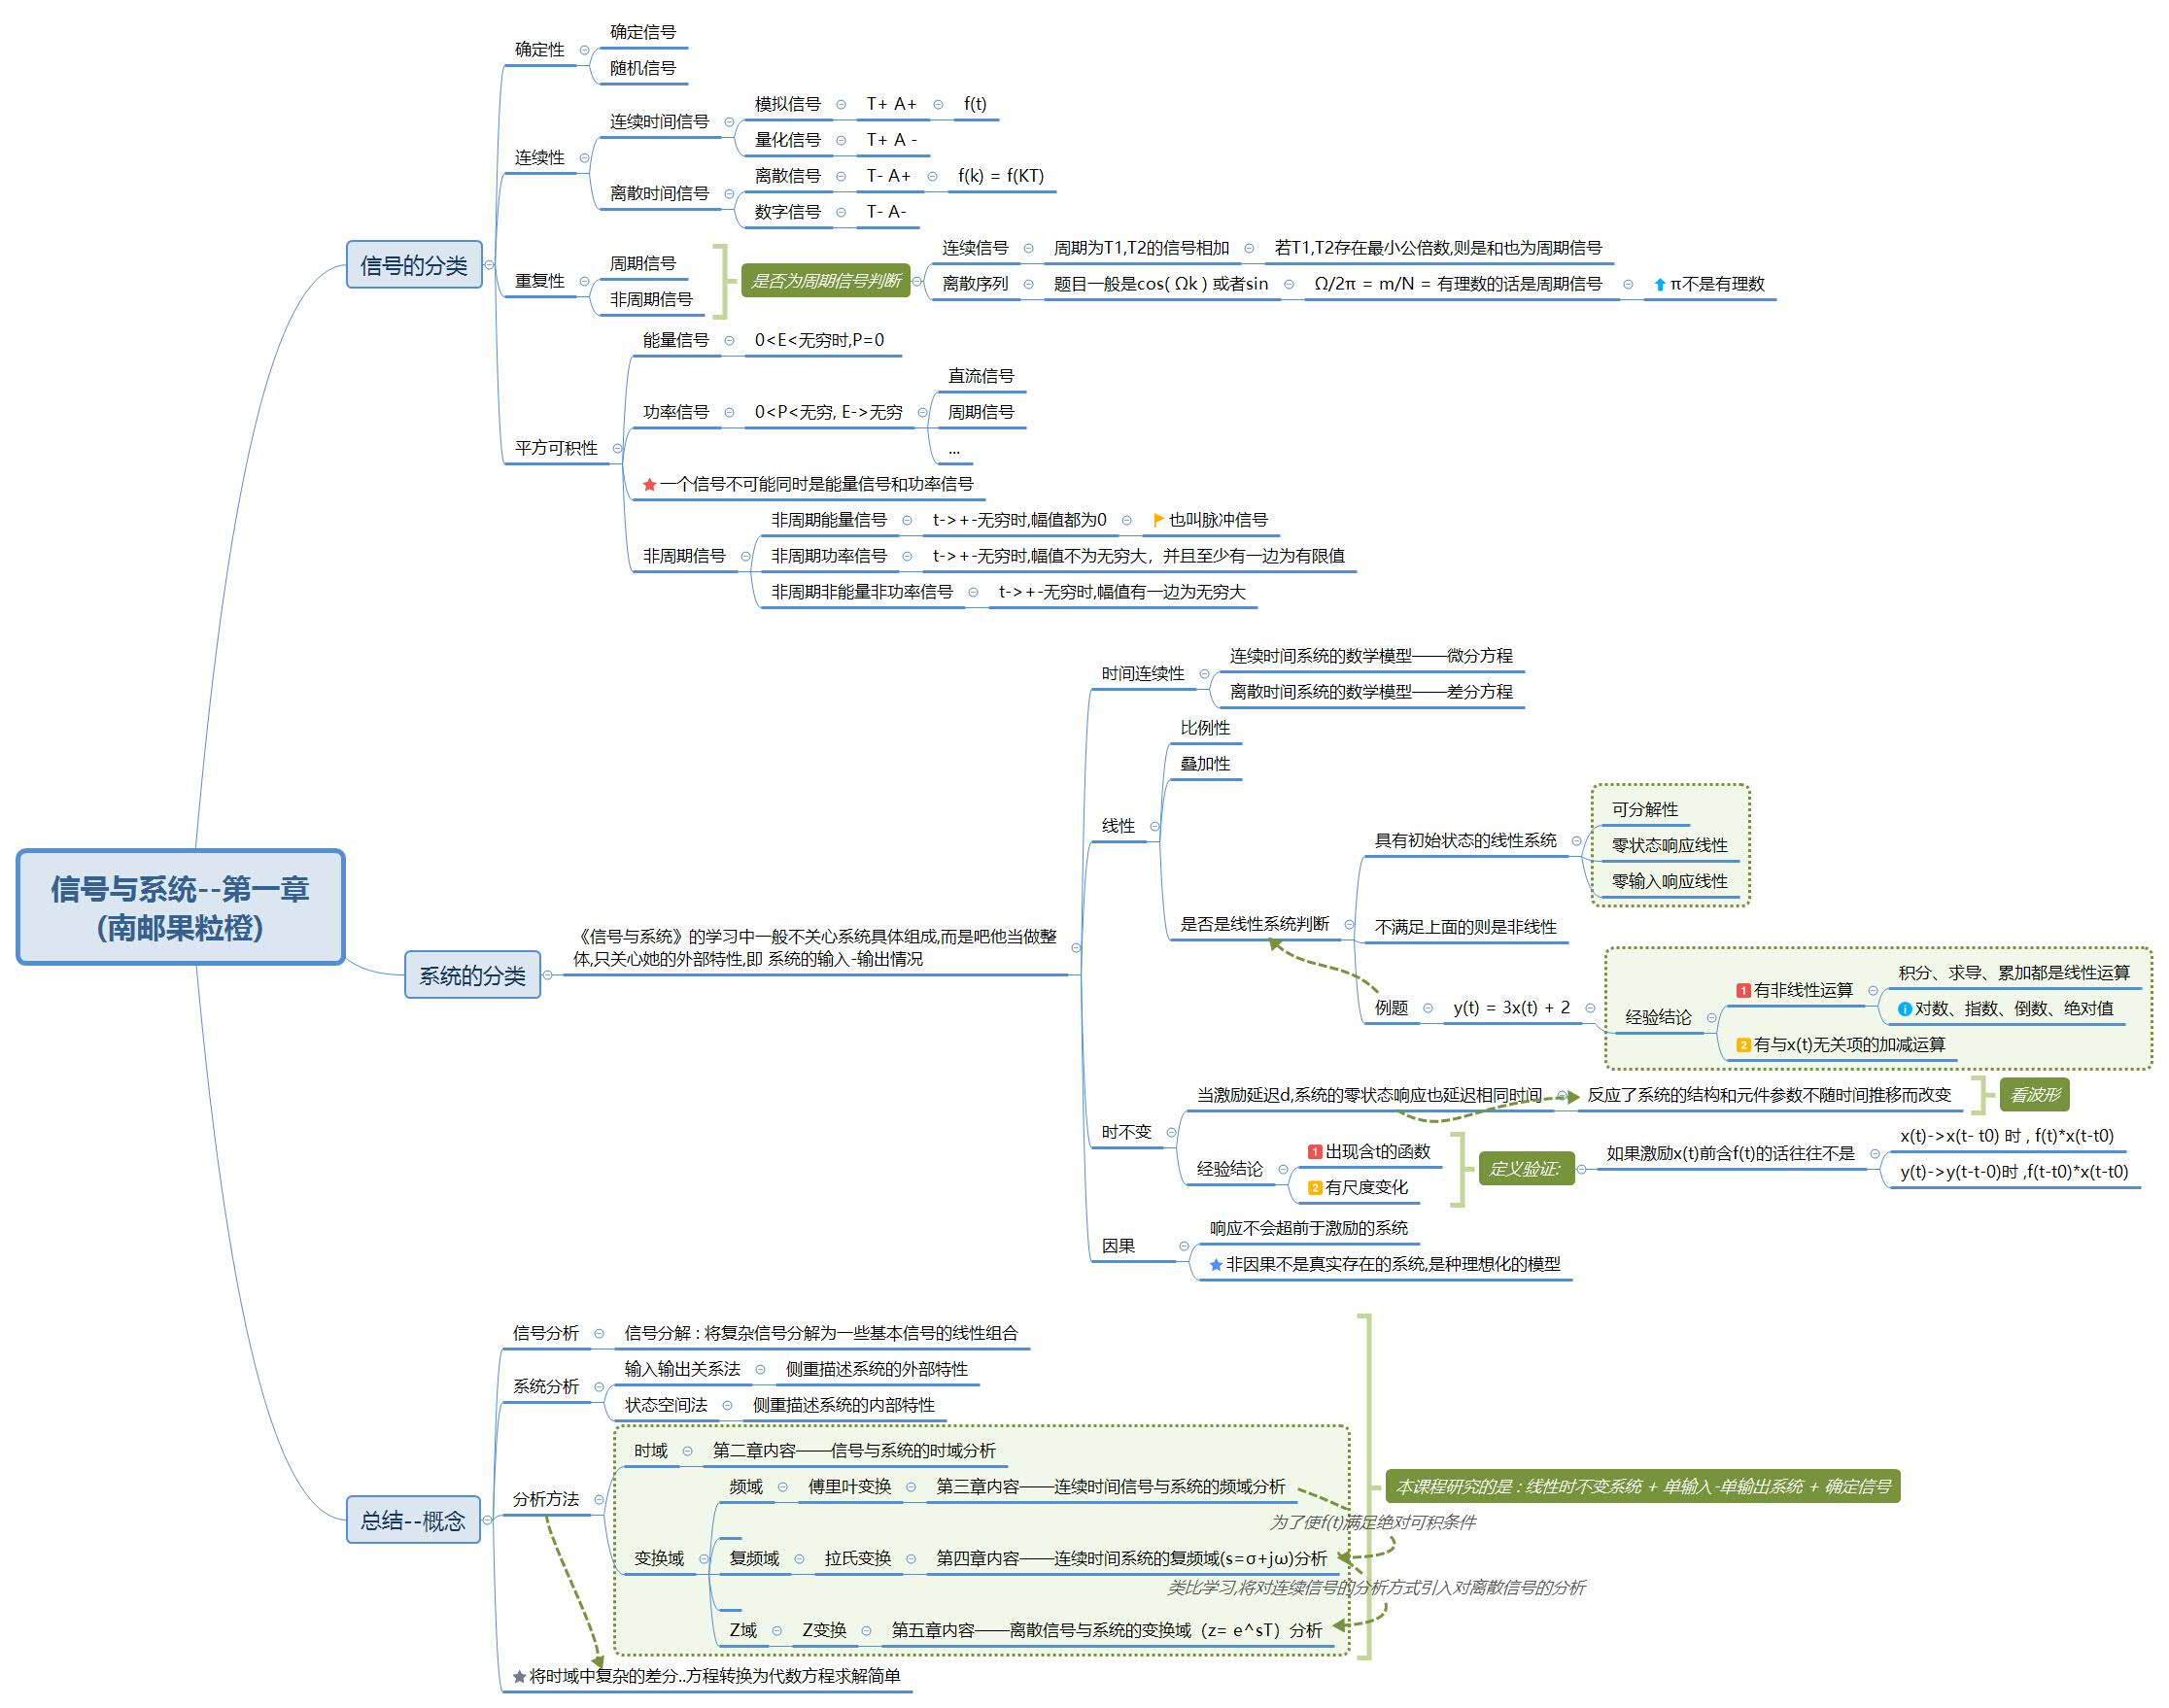 信号与系统--第一章
(南邮果粒橙)
信号的分类
确定性
确定信号
随机信号
连续性
连续时间信号
模拟信号
T+ A+
f(t)
量化信号
T+ A -
离散时间信号
离散信号
T- A+
f(k) = f(KT)
数字信号
T- A-
重复性
周期信号
非周期信号
是否为周期信号判断
连续信号
周期为T1,T2的信号相加
若T1,T2存在最小公倍数,则是和也为周期信号
离散序列
题目一般是cos( Ωk ) 或者sin
Ω/2π = m/N = 有理数的话是周期信号
π不是有理数
平方可积性
能量信号
0<E<无穷时,P=0
功率信号
0<P<无穷, E->无穷
直流信号
周期信号
...
一个信号不可能同时是能量信号和功率信号
非周期信号
非周期能量信号
t->+-无穷时,幅值都为0
也叫脉冲信号
非周期功率信号
t->+-无穷时,幅值不为无穷大，并且至少有一边为有限值
非周期非能量非功率信号
t->+-无穷时,幅值有一边为无穷大
系统的分类
《信号与系统》的学习中一般不关心系统具体组成,而是吧他当做整
体,只关心她的外部特性,即 系统的输入-输出情况
时间连续性
连续时间系统的数学模型——微分方程
离散时间系统的数学模型——差分方程
线性
比例性
叠加性
是否是线性系统判断
具有初始状态的线性系统
可分解性
零状态响应线性
零输入响应线性
不满足上面的则是非线性
例题
y(t) = 3x(t) + 2
经验结论
1 有非线性运算
积分、求导、累加都是线性运算
对数、指数、倒数、绝对值
2 有与x(t)无关项的加减运算
时不变
当激励延迟d,系统的零状态响应也延迟相同时间
反应了系统的结构和元件参数不随时间推移而改变
看波形
经验结论
1 出现含t的函数
2 有尺度变化
定义验证:
如果激励x(t)前含f(t)的话往往不是
x(t)->x(t- t0) 时 , f(t)*x(t-t0)
y(t)->y(t-t-0)时 ,f(t-t0)*x(t-t0)
因果
响应不会超前于激励的系统
非因果不是真实存在的系统,是种理想化的模型
总结--概念
信号分析
信号分解 : 将复杂信号分解为一些基本信号的线性组合
系统分析
输入输出关系法
侧重描述系统的外部特性
状态空间法
侧重描述系统的内部特性
分析方法
时域
第二章内容——信号与系统的时域分析
变换域
频域
傅里叶变换
第三章内容——连续时间信号与系统的频域分析
为了使f(t)满足绝对可积条件
复频域
拉氏变换
第四章内容——连续时间系统的复频域(s=σ+jω)分析
类比学习,将对连续信号的分析方式引入对离散信号的分析
Z域
Z变换
第五章内容——离散信号与系统的变换域（z= e^sT）分析
将时域中复杂的差分..方程转换为代数方程求解简单
本课程研究的是 : 线性时不变系统 + 单输入-单输出系统 + 确定信号